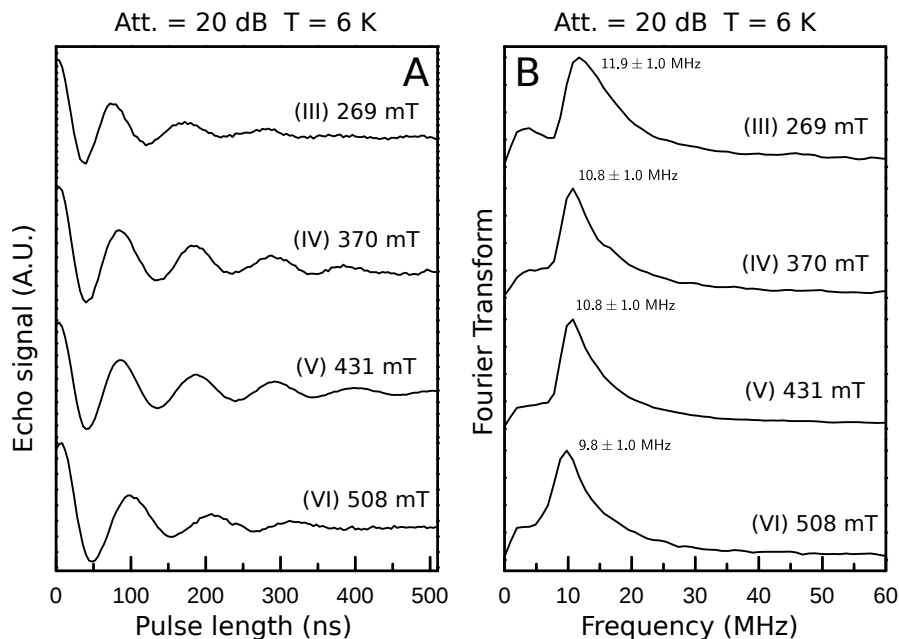 Att. = 20 dB T = 6 K
A
(III) 269 mT
(IV) 370 mT
(V) 431 mT
(VI) 508 mT
Echo signal (A.U.)
0 100 200 300 400 500
Pulse length (ns)
Att. = 20 dB T = 6 K
B
11.9 ± 1.0 MHz
(III) 269 mT
10.8 ± 1.0 MHz
(IV) 370 mT
10.8 ± 1.0 MHz
(V) 431 mT
9.8 ± 1.0 MHz
(VI) 508 mT
Fourier Transform
0 10 20 30 40 50 60
Frequency (MHz)